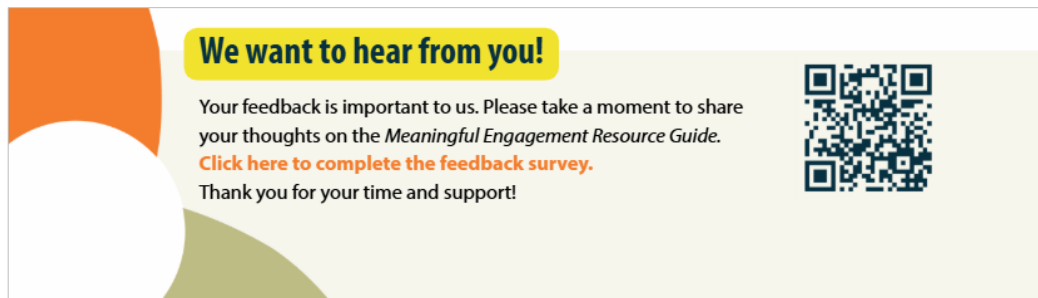 We want to hear from you!
Your feedback is important to us. Please take a moment to share
your thoughts on the Meaningful Engagement Resource Guide.
Click here to complete the feedback survey.
Thank you for your time and support!